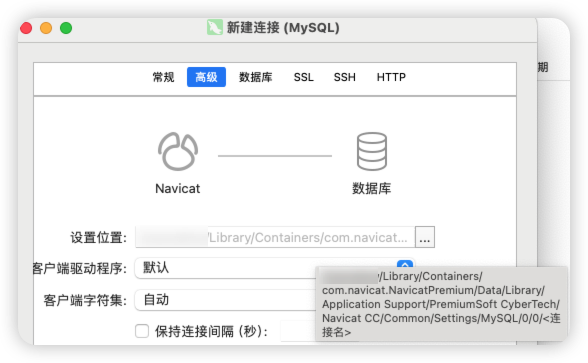 新建连接 (MySQL)
期
常规 高级 数据库 SSL SSH HTTP
Navicat 数据库
设置位置: /Library/Containers/com.navicat... ...
客户端驱动程序: 默认
客户端字符集: 自动
保持连接间隔 (秒):
/Library/Containers/
com.navicat.NavicatPremium/Data/Library/
Application Support/PremiumSoft CyberTech/
Navicat CC/Common/Settings/MySQL/0/0/<连
接名>